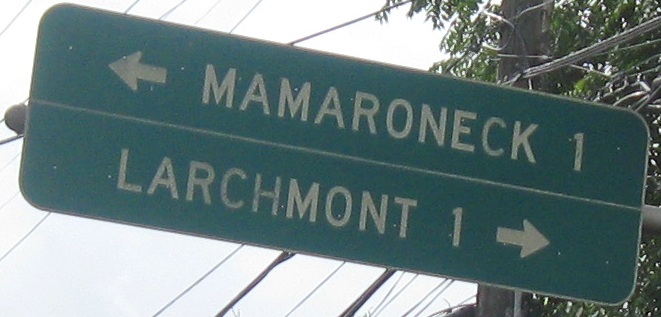 ← MAMARONECK 1
LARCHMONT 1 →